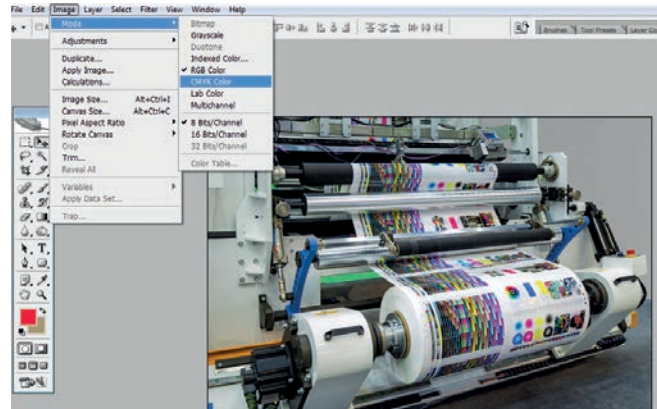 File Edit Image Layer Select Filter View Window Help
Brushes Tool Presets Layer Co
Mode
Adjustments
Duplicate...
Apply Image...
Calculations...
Image Size... Alt+Ctrl+I
Canvas Size... Alt+Ctrl+C
Pixel Aspect Ratio
Rotate Canvas
Crop
Trim...
Reveal All
Variables
Apply Data Set...
Trap...
Bitmap
Grayscale
Duotone
Indexed Color...
RGB Color
CMYK Color
Lab Color
Multichannel
8 Bits/Channel
16 Bits/Channel
32 Bits/Channel
Color Table...